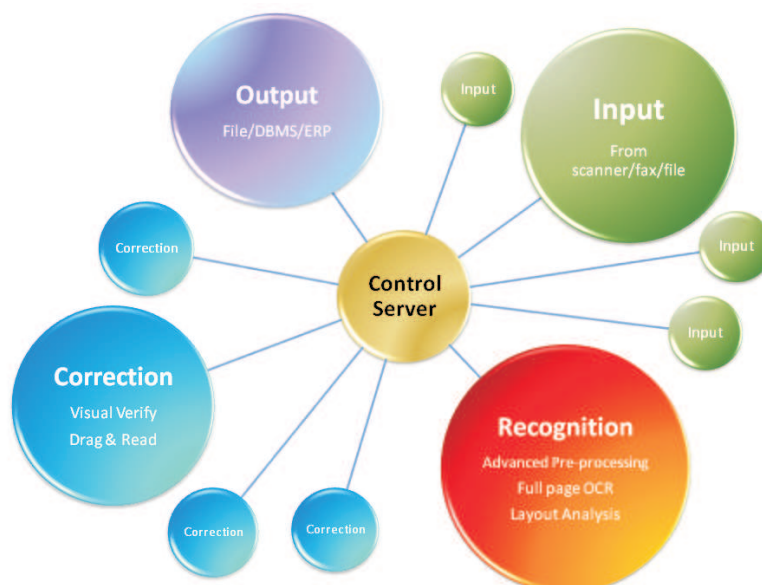 Output
File/DBMS/ERP
Input
Input
From
scanner/fax/file
Correction
Input
Control
Server
Input
Correction
Visual Verify
Drag & Read
Recognition
Advanced Pre-processing
Full page OCR
Layout Analysis
Correction
Correction